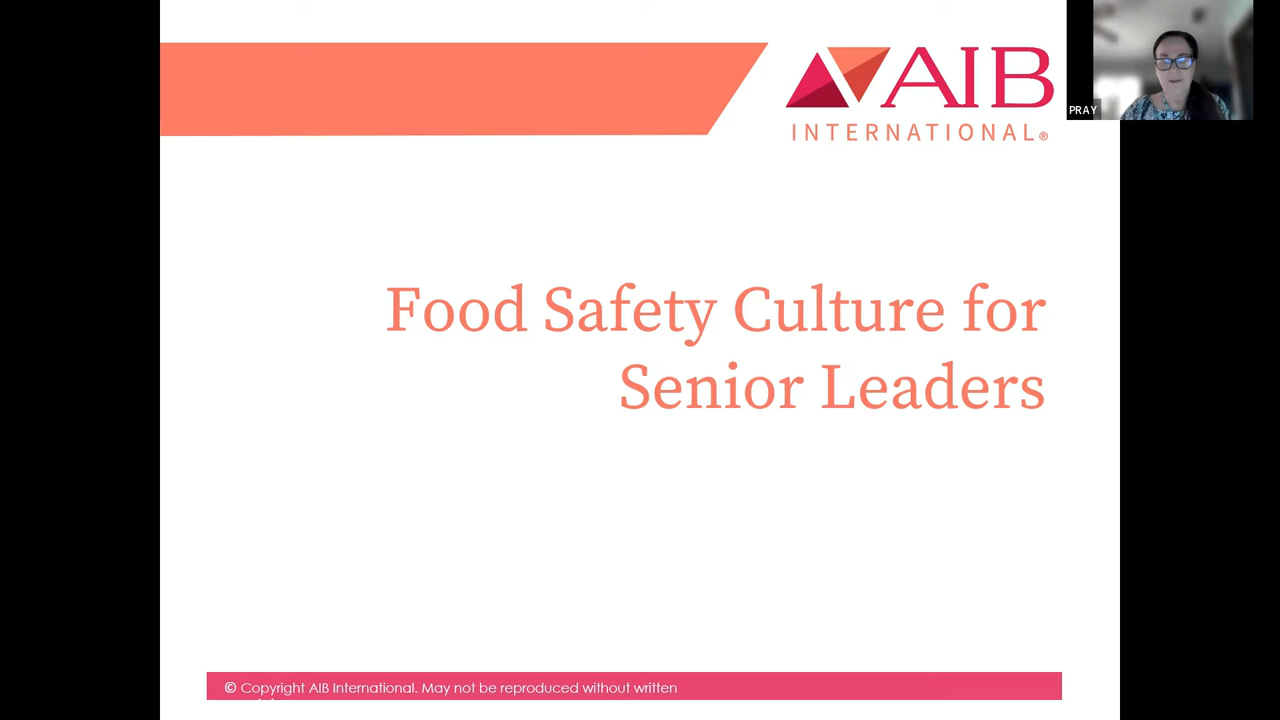 AIB
INTERNATIONAL®
PRAY
Food Safety Culture for
Senior Leaders
© Copyright AIB International. May not be reproduced without written